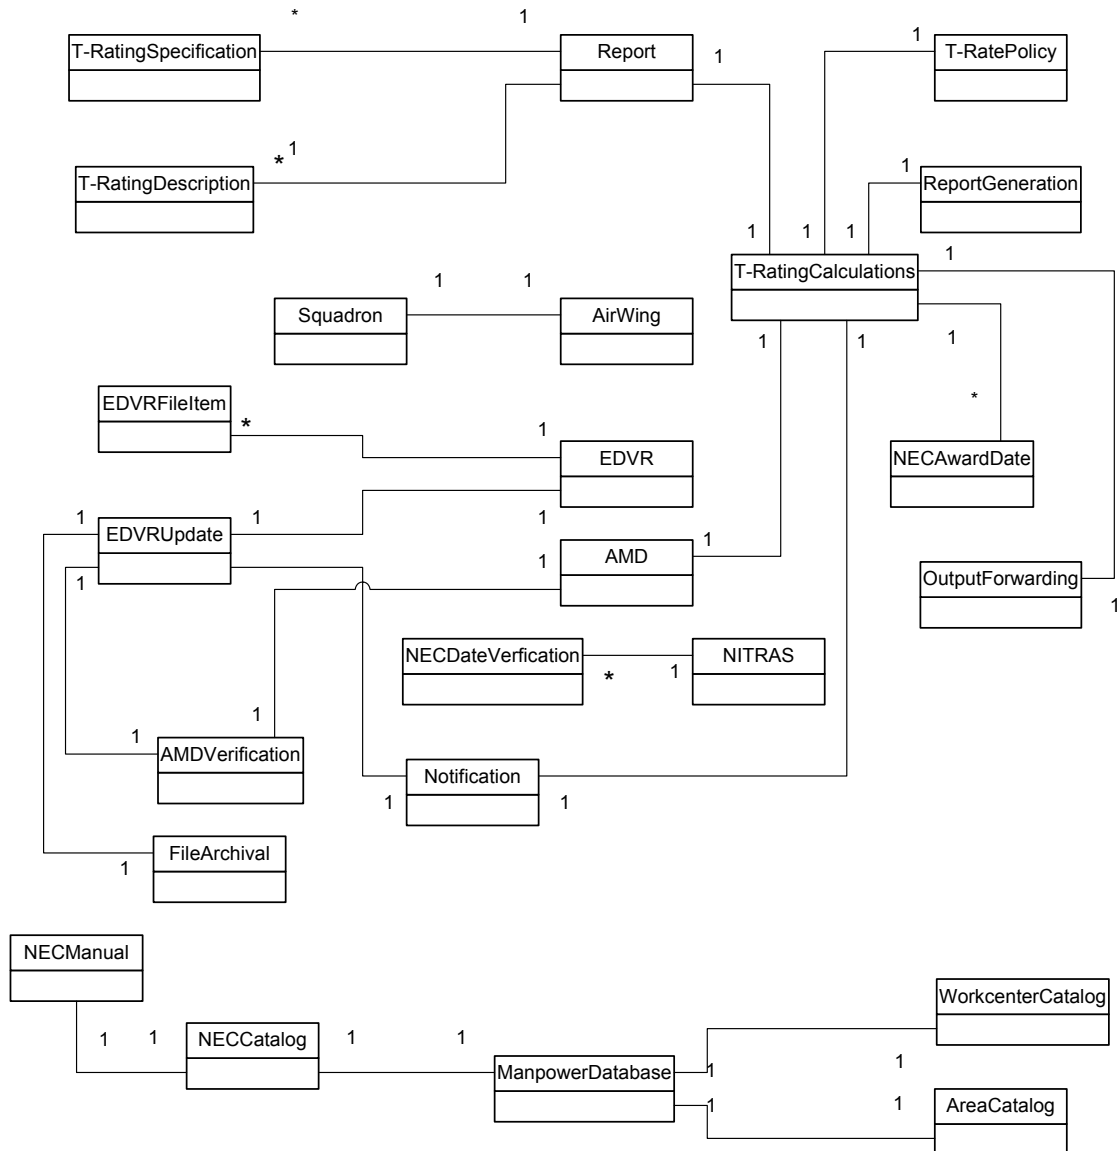 * 1
T-RatingSpecification Report 1 1 T-RatePolicy
* 1
T-RatingDescription 1 ReportGeneration
1 1 1 1
T-RatingCalculations
1 1
Squadron AirWing
1 1 1
EDVRFileItem * 1 *
EDVR NECAwardDate
1 EDVRUpdate 1 1
1 1 AMD 1
OutputForwarding
1
NECDateVerfication * 1 NITRAS
1
1 AMDVerification
Notification
1 1
FileArchival
1
NECManual
WorkcenterCatalog
1 1 NECCatalog 1 1
ManpowerDatabase 1 1
1 1 AreaCatalog